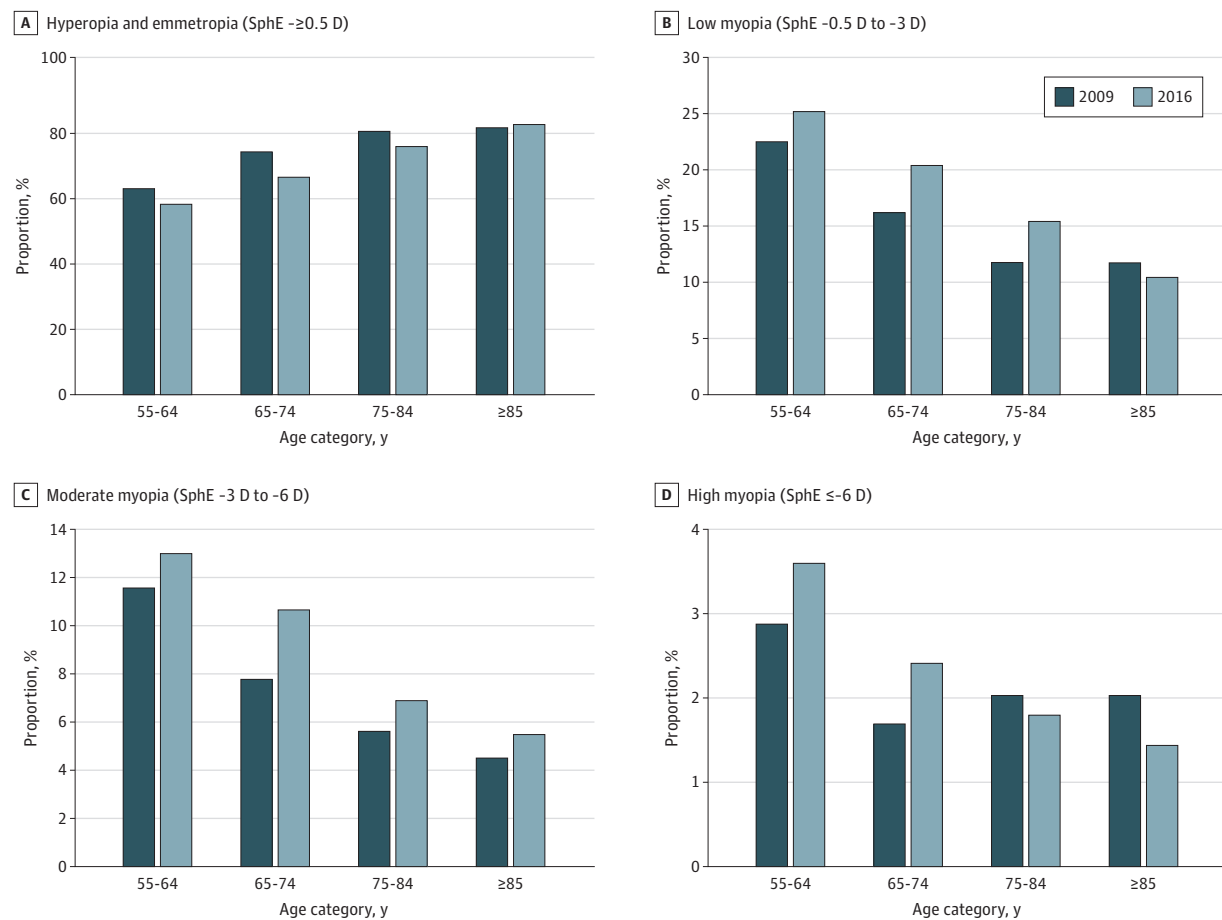 A Hyperopia and emmetropia (SphE -≥0.5 D)
100
80
60
40
20
0
Proportion, %
55-64 65-74 75-84 ≥85
Age category, y
B Low myopia (SphE -0.5 D to -3 D)
30
25
20
15
10
5
0
Proportion, %
2009 2016
55-64 65-74 75-84 ≥85
Age category, y
C Moderate myopia (SphE -3 D to -6 D)
14
12
10
8
6
4
2
0
Proportion, %
55-64 65-74 75-84 ≥85
Age category, y
D High myopia (SphE ≤-6 D)
4
3
2
1
0
Proportion, %
55-64 65-74 75-84 ≥85
Age category, y